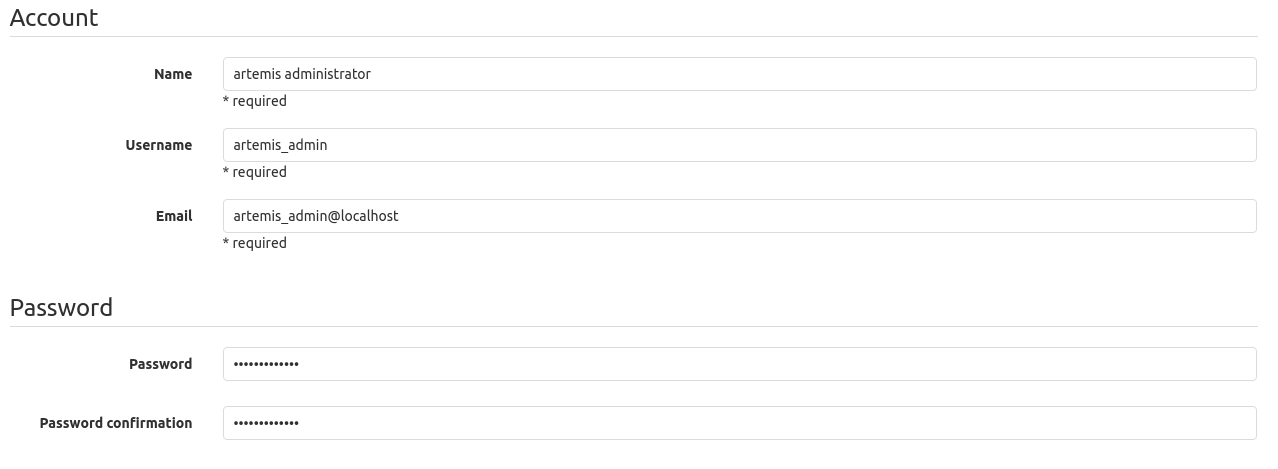 Account
Name
artemis administrator
* required
Username
artemis_admin
* required
Email
artemis_admin@localhost
* required
Password
Password
•••••••••••••
Password confirmation
•••••••••••••